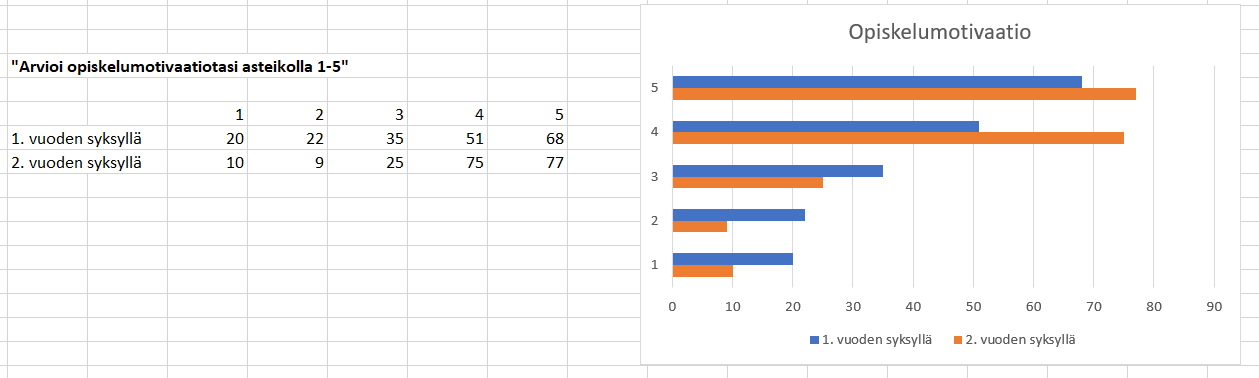 "Arvioi opiskelumotivaatiotasi asteikolla 1-5"
1 2 3 4 5
1. vuoden syksyllä 20 22 35 51 68
2. vuoden syksyllä 10 9 25 75 77
Opiskelumotivaatio
5
4
3
2
1
0 10 20 30 40 50 60 70 80 90
1. vuoden syksyllä 2. vuoden syksyllä